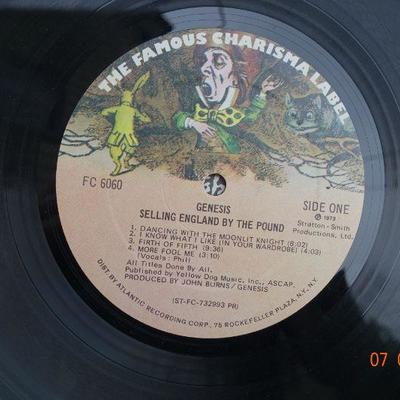 THE FAMOUS CHARISMA LABEL
FC 6060
SIDE ONE
GENESIS
SELLING ENGLAND BY THE POUND
℗ 1973
Stratton-Smith
Productions, Ltd.
1. DANCING WITH THE MOONLIT KNIGHT (8:02)
2. I KNOW WHAT I LIKE (IN YOUR WARDROBE) (4:03)
3. FIRTH OF FIFTH (9:36)
4. MORE FOOL ME (3:10)
(Vocals: Phil)
All Titles Done By All.
Published by Yellow Dog Music, Inc., ASCAP.
PRODUCED BY JOHN BURNS/GENESIS
(ST-FC-732993 PR)
DIST BY ATLANTIC RECORDING CORP., 75 ROCKEFELLER PLAZA, N.Y., N.Y.
07